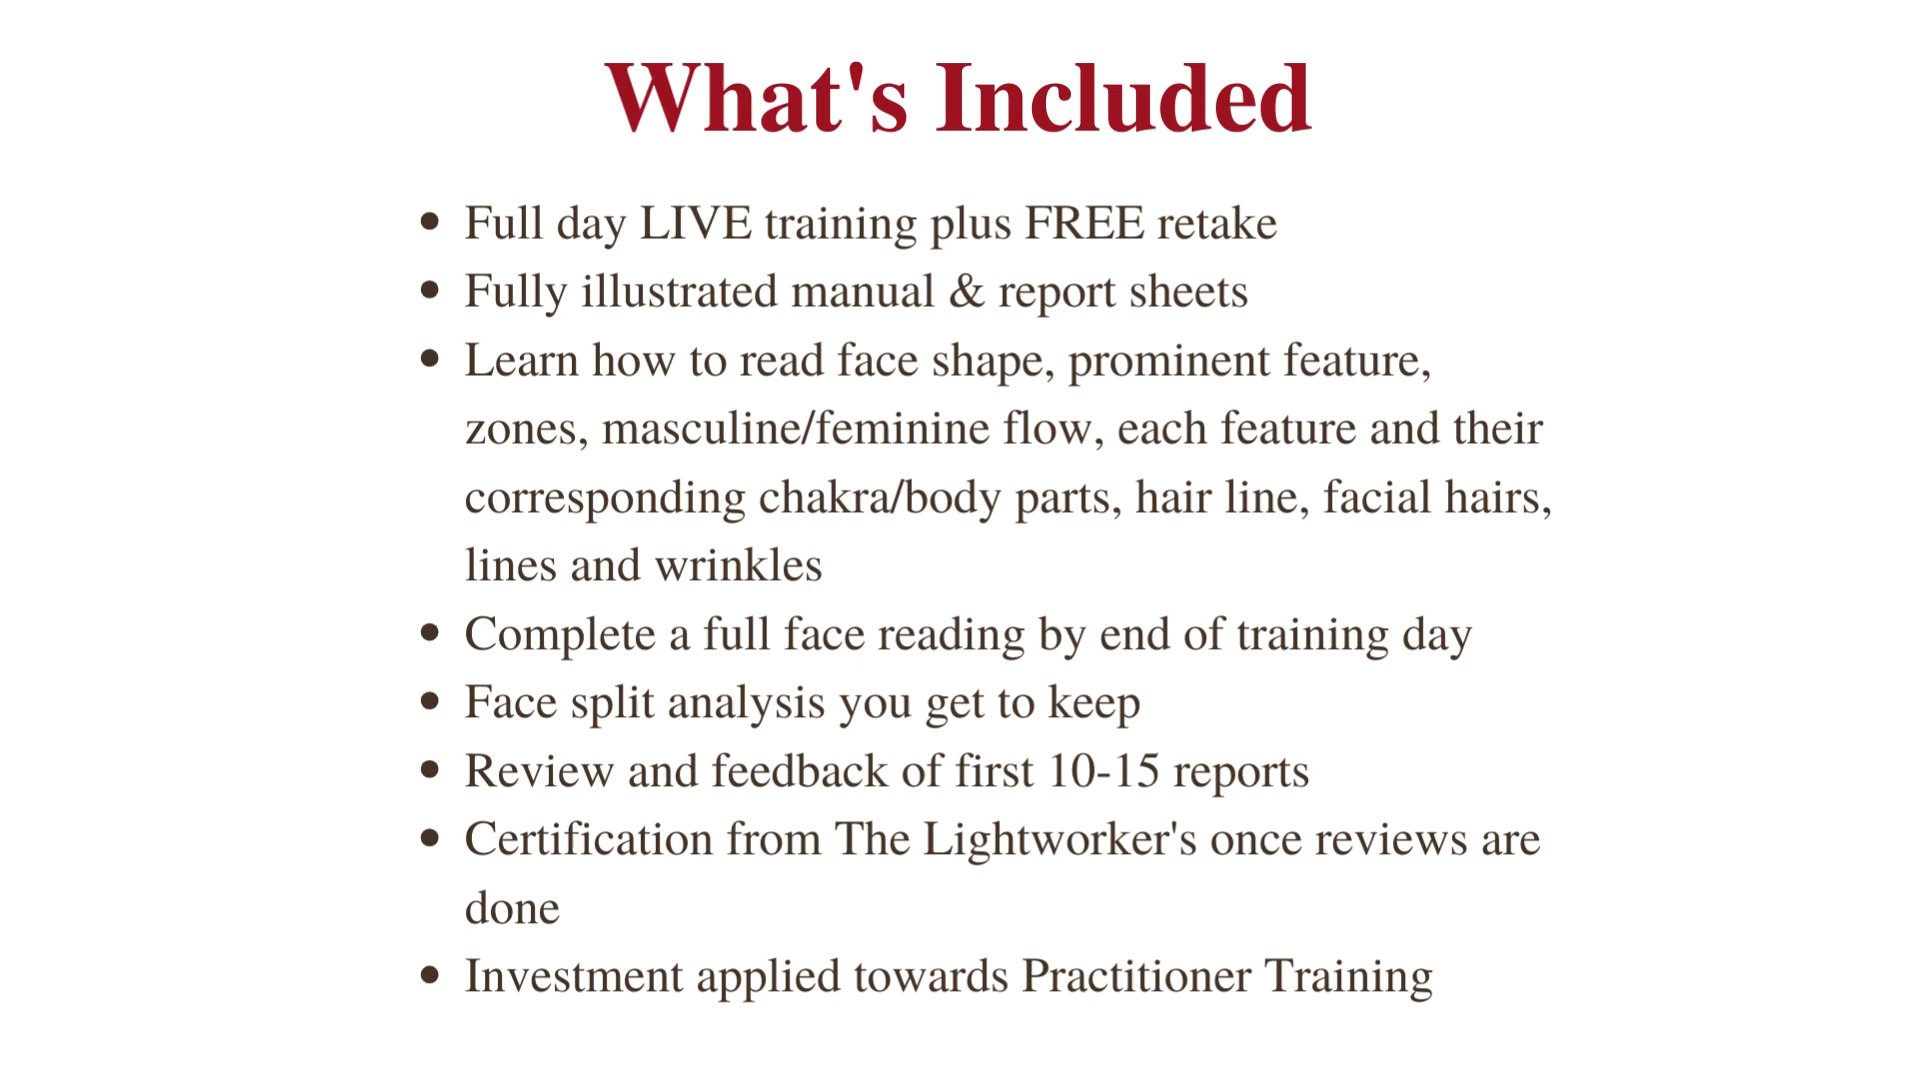 What's Included
• Full day LIVE training plus FREE retake
• Fully illustrated manual & report sheets
• Learn how to read face shape, prominent feature,
zones, masculine/feminine flow, each feature and their
corresponding chakra/body parts, hair line, facial hairs,
lines and wrinkles
• Complete a full face reading by end of training day
• Face split analysis you get to keep
• Review and feedback of first 10-15 reports
• Certification from The Lightworker's once reviews are
done
• Investment applied towards Practitioner Training